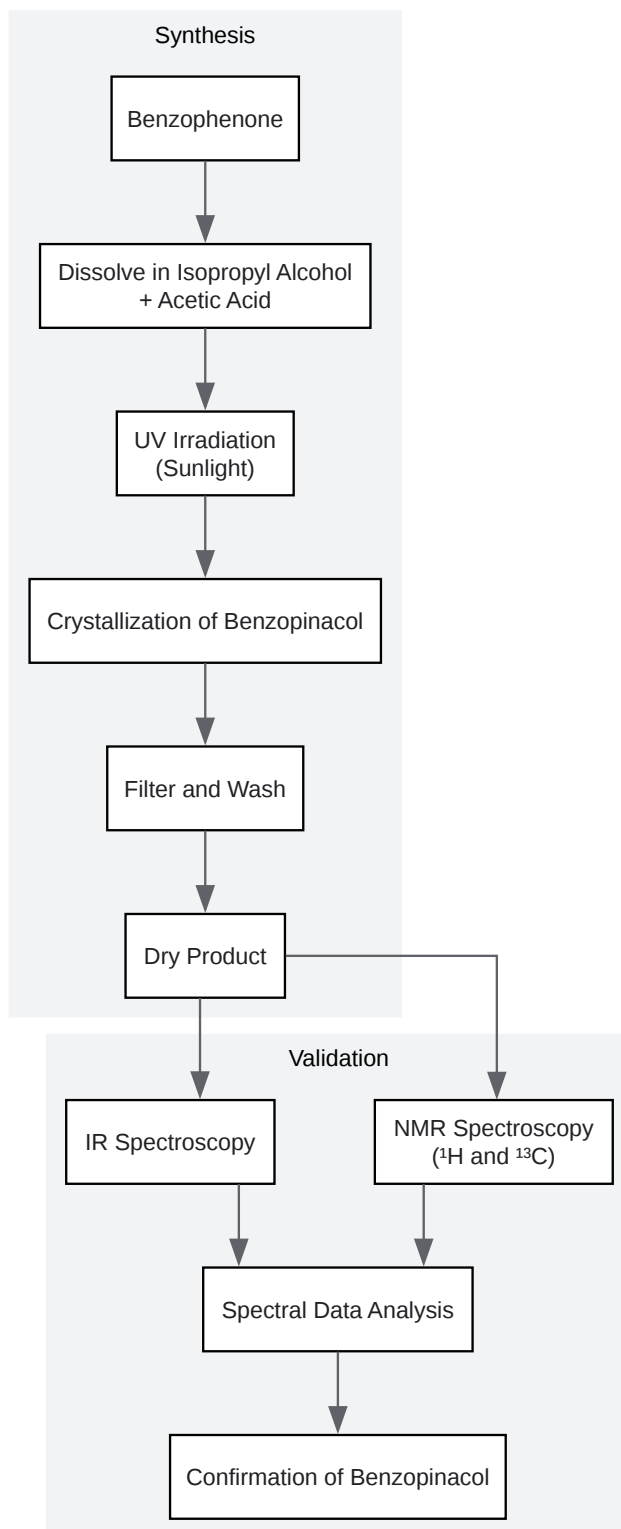 Synthesis
Benzophenone
Dissolve in Isopropyl Alcohol
+ Acetic Acid
UV Irradiation
(Sunlight)
Crystallization of Benzopinacol
Filter and Wash
Dry Product
Validation
IR Spectroscopy
NMR Spectroscopy
(¹H and ¹³C)
Spectral Data Analysis
Confirmation of Benzopinacol